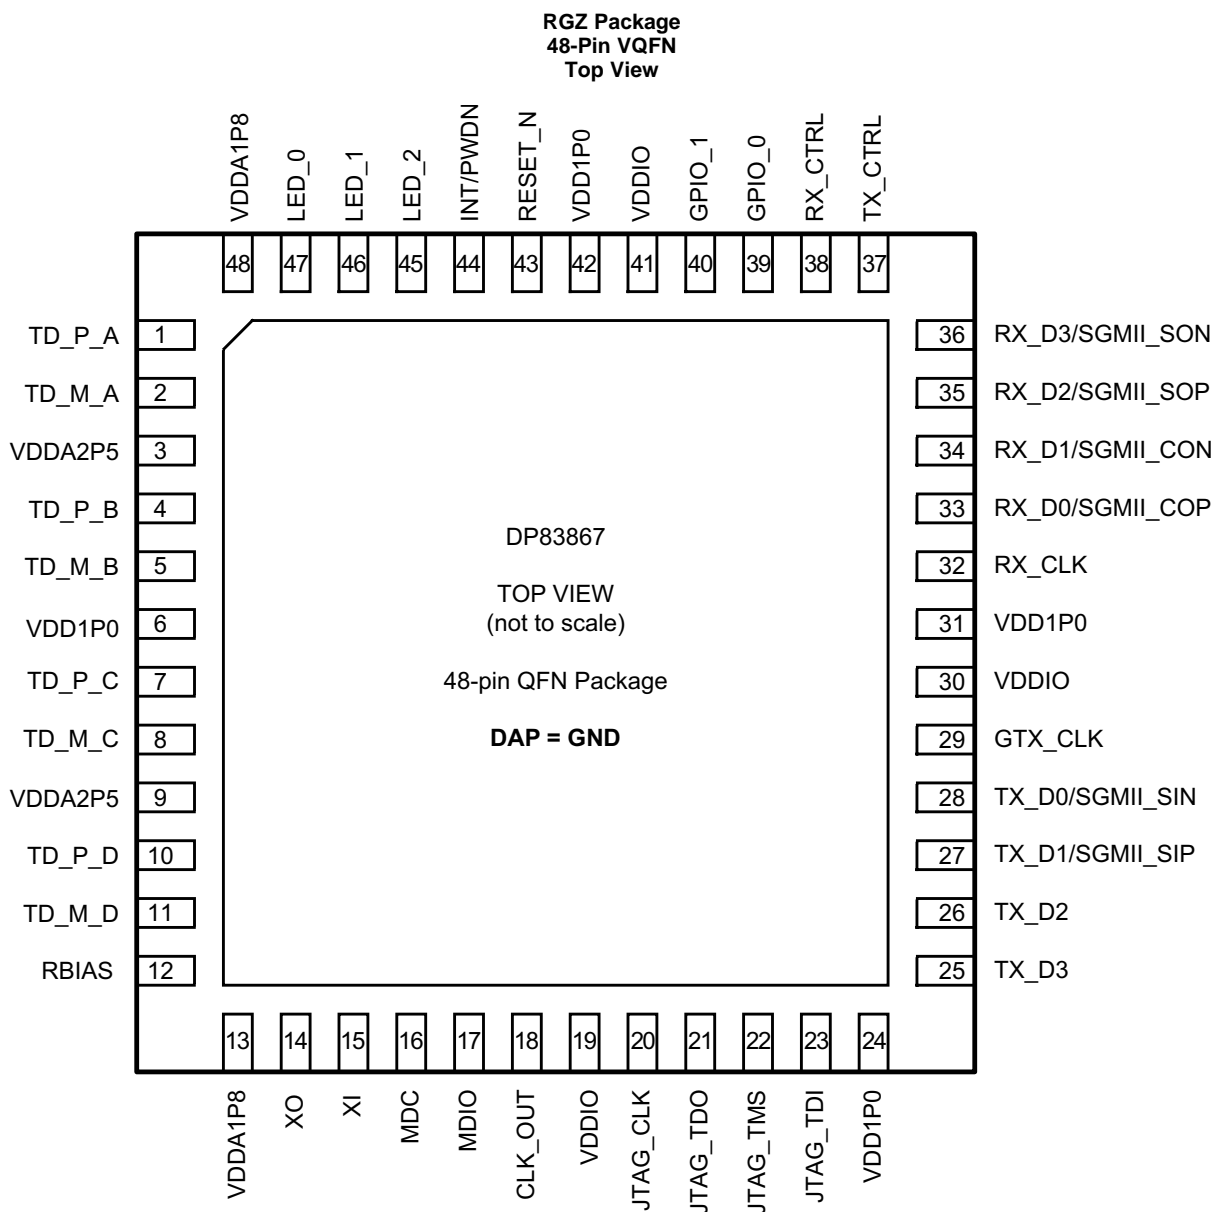 RGZ Package
48-Pin VQFN
Top View
VDDA1P8
LED_0
LED_1
LED_2
INT/PWDN
RESET_N
VDD1P0
VDDIO
GPIO_1
GPIO_0
RX_CTRL
TX_CTRL
48 47 46 45 44 43 42 41 40 39 38 37
TD_P_A 1
TD_M_A 2
VDDA2P5 3
TD_P_B 4
TD_M_B 5
VDD1P0 6
TD_P_C 7
TD_M_C 8
VDDA2P5 9
TD_P_D 10
TD_M_D 11
RBIAS 12
DP83867
TOP VIEW
(not to scale)
48-pin QFN Package
DAP = GND
36 RX_D3/SGMII_SON
35 RX_D2/SGMII_SOP
34 RX_D1/SGMII_CON
33 RX_D0/SGMII_COP
32 RX_CLK
31 VDD1P0
30 VDDIO
29 GTX_CLK
28 TX_D0/SGMII_SIN
27 TX_D1/SGMII_SIP
26 TX_D2
25 TX_D3
13 14 15 16 17 18 19 20 21 22 23 24
VDDA1P8
XO
XI
MDC
MDIO
CLK_OUT
VDDIO
JTAG_CLK
JTAG_TDO
JTAG_TMS
JTAG_TDI
VDD1P0